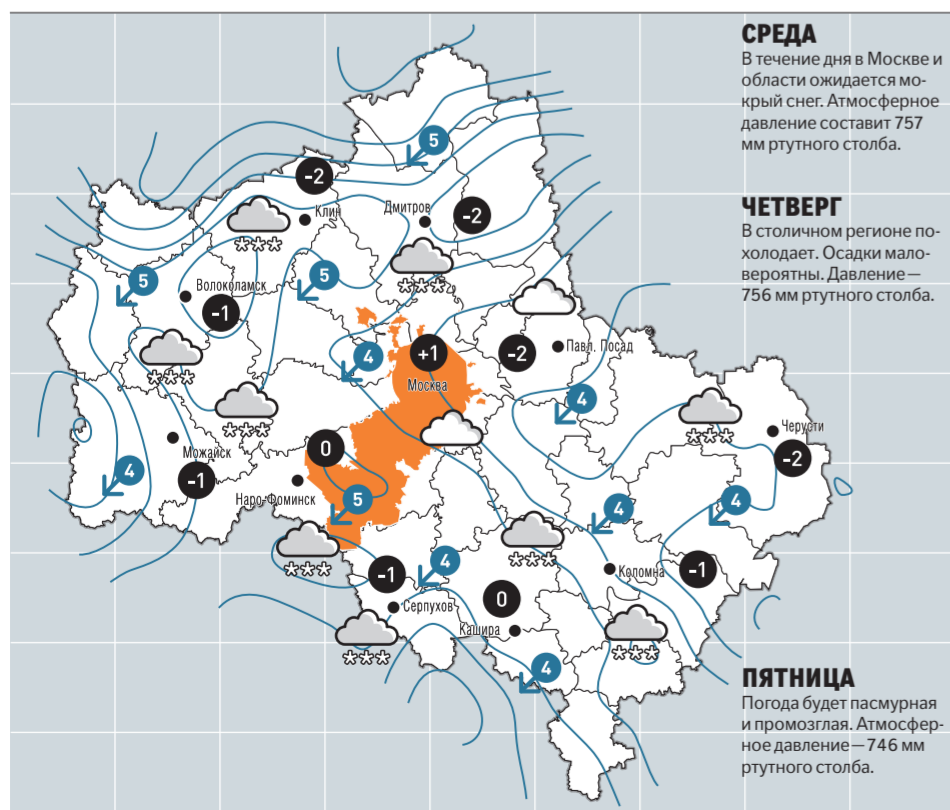 СРЕДА
В течение дня в Москве и
области ожидается мо-
крый снег. Атмосферное
давление составит 757
мм ртутного столба.
ЧЕТВЕРГ
В столичном регионе по-
холодает. Осадки мало-
вероятны. Давление —
756 мм ртутного столба.
ПЯТНИЦА
Погода будет пасмурная
и промозглая. Атмосфер-
ное давление — 746 мм
ртутного столба.
5
-2
Клин
Дмитров
-2
5
Волоколамск
5
-1
4
+1
Москва
-2
Павл. Посад
4
Черусти
-2
Можайск
4
-1
0
Наро-Фоминск
5
4
4
-1
4
Серпухов
0
Кашира
Коломна
-1
4